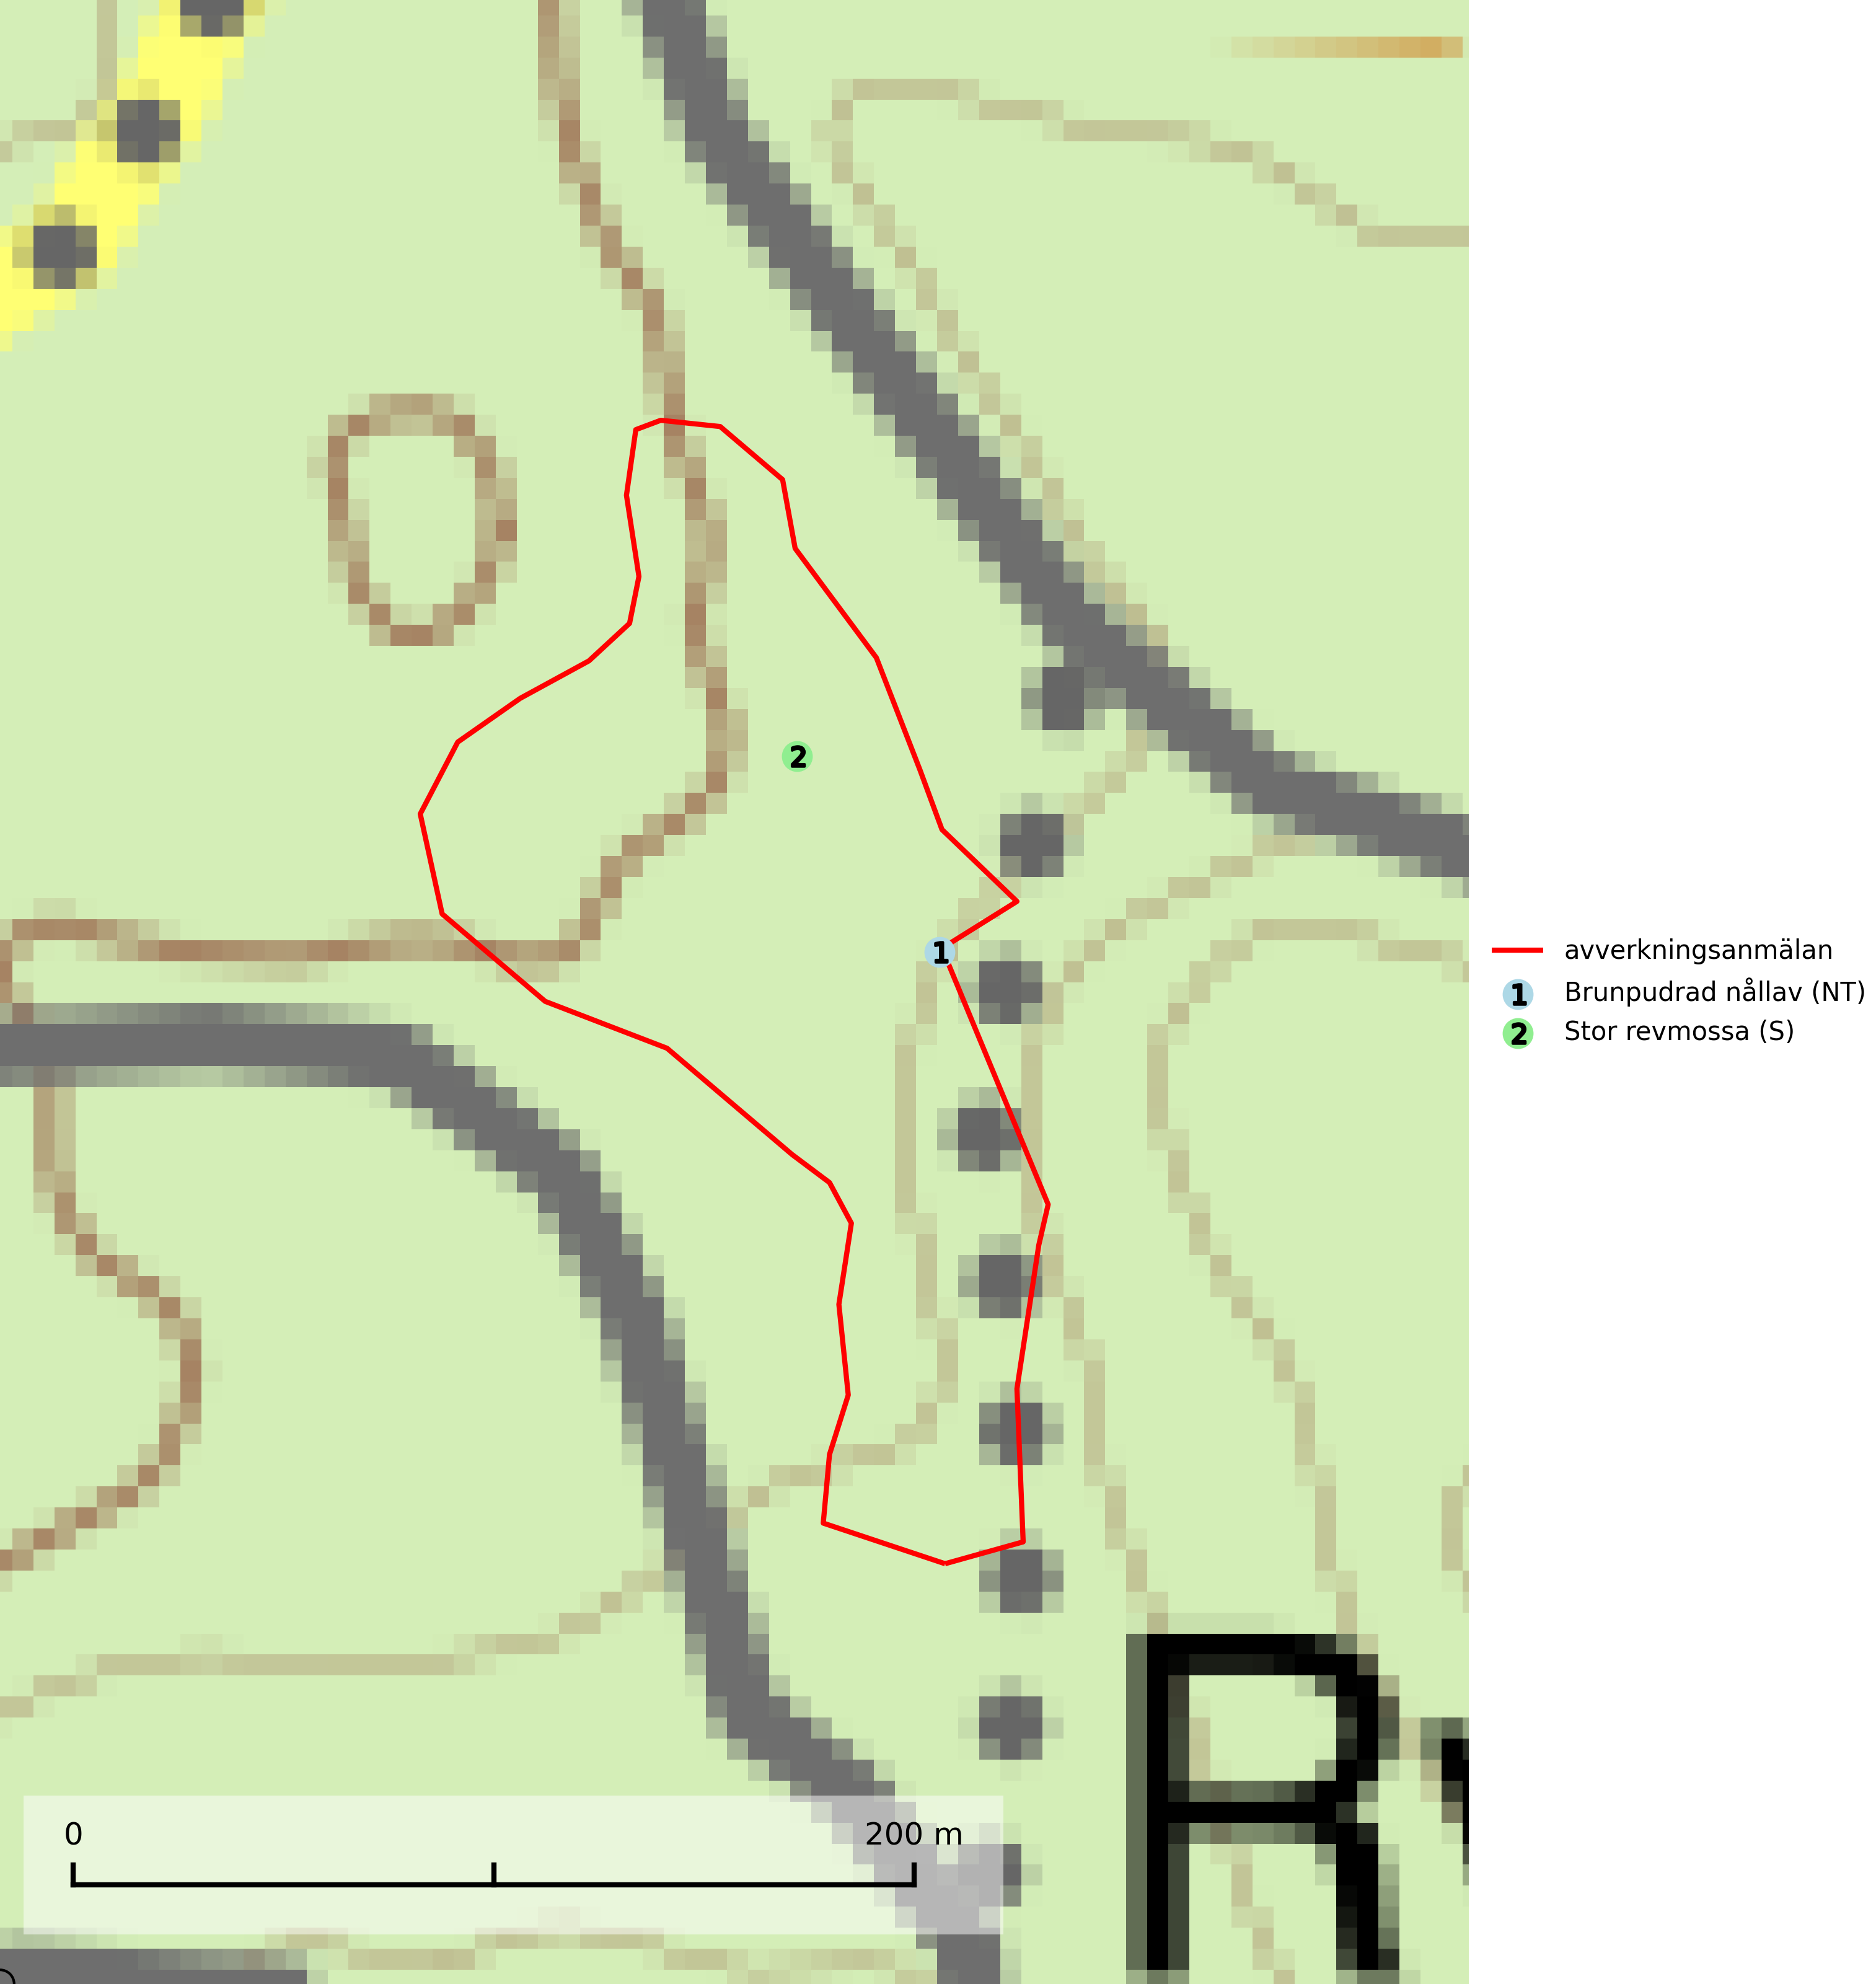 2
1
avverkningsanmälan
1 Brunpudrad nållav (NT)
2 Stor revmossa (S)
R
0 200 m